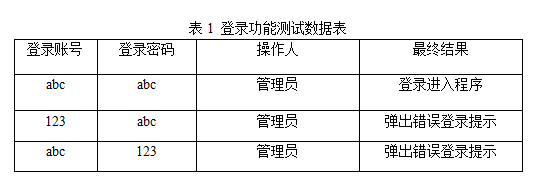 表 1 登录功能测试数据表
登录账号 登录密码 操作人 最终结果
abc abc 管理员 登录进入程序
123 abc 管理员 弹出错误登录提示
abc 123 管理员 弹出错误登录提示